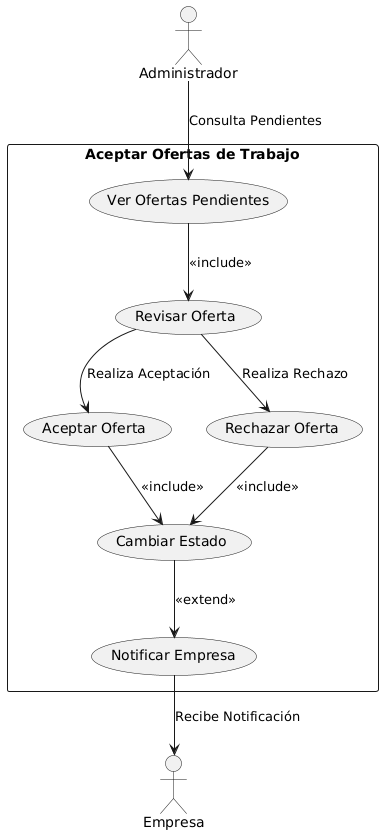 Administrador
Consulta Pendientes
Aceptar Ofertas de Trabajo
Ver Ofertas Pendientes
«include»
Revisar Oferta
Realiza Aceptación
Realiza Rechazo
Aceptar Oferta
Rechazar Oferta
«include»
«include»
Cambiar Estado
«extend»
Notificar Empresa
Recibe Notificación
Empresa